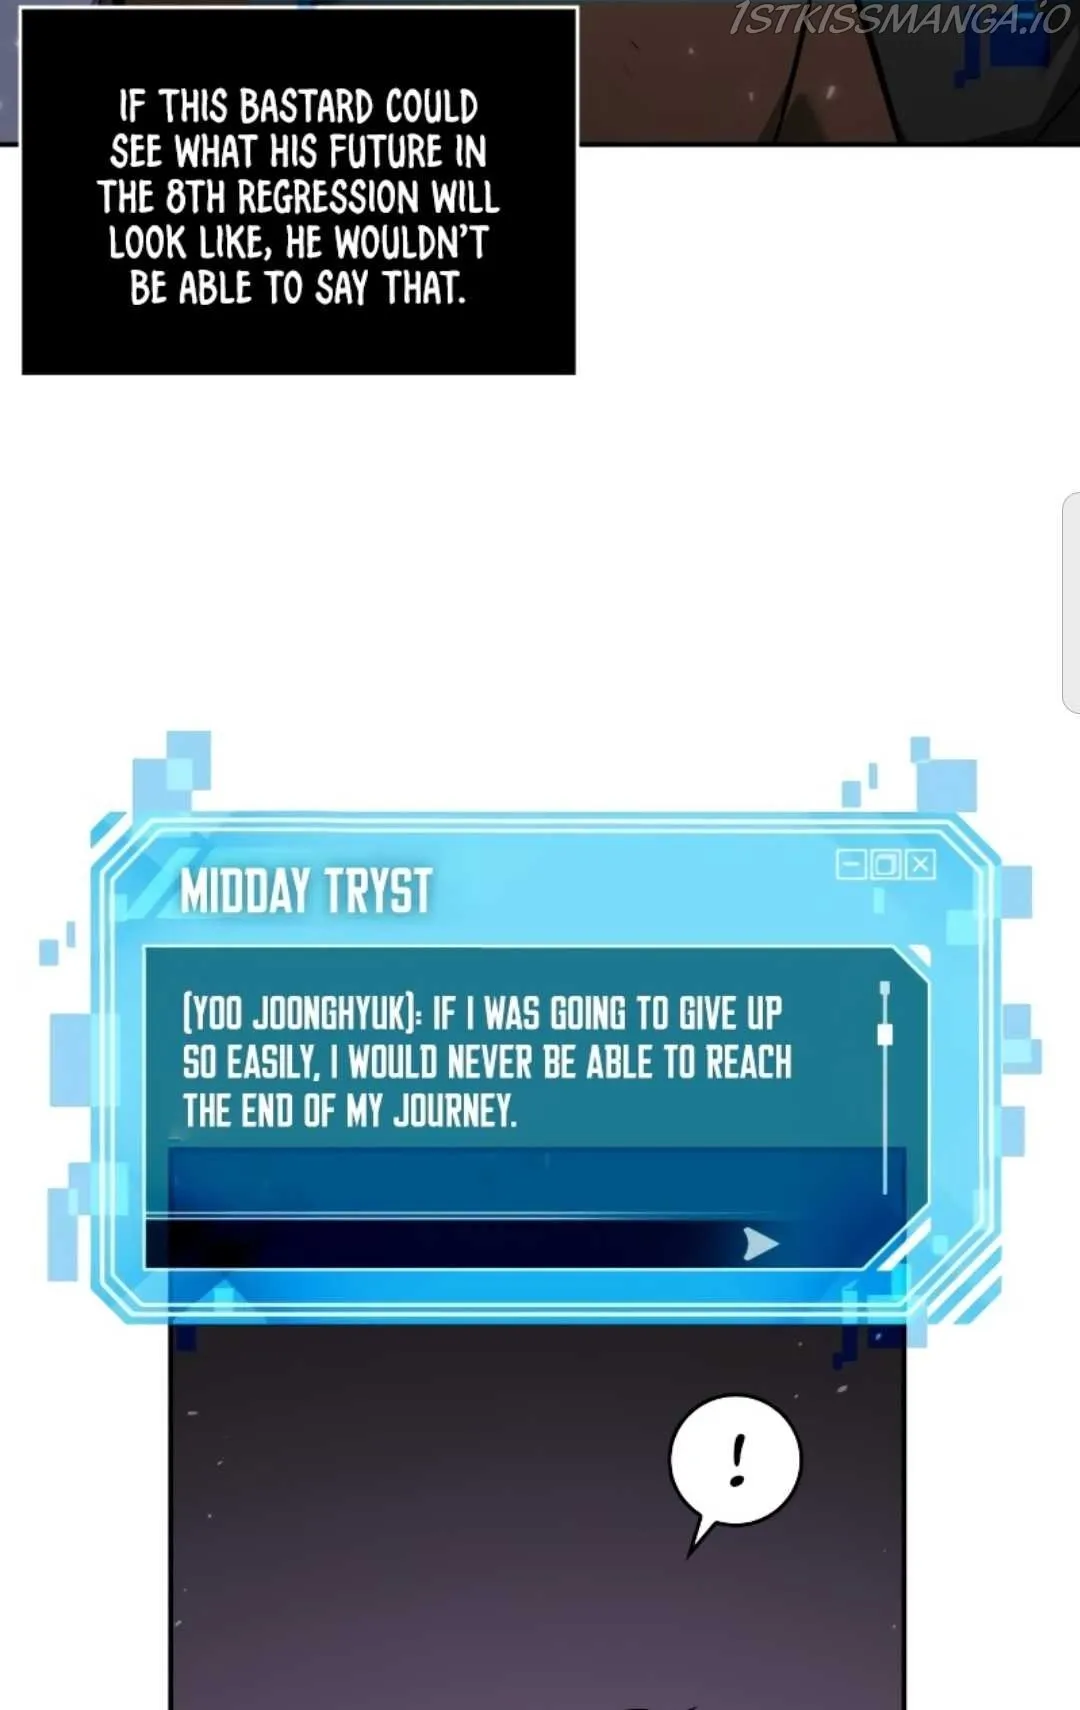 1STKISSMANGA.IO
IF THIS BASTARD COULD
SEE WHAT HIS FUTURE IN
THE 8TH REGRESSION WILL
LOOK LIKE, HE WOULDN'T
BE ABLE TO SAY THAT.
MIDDAY TRYST
[YOO JOONGHYUK]: IF I WAS GOING TO GIVE UP
SO EASILY, I WOULD NEVER BE ABLE TO REACH
THE END OF MY JOURNEY.
!